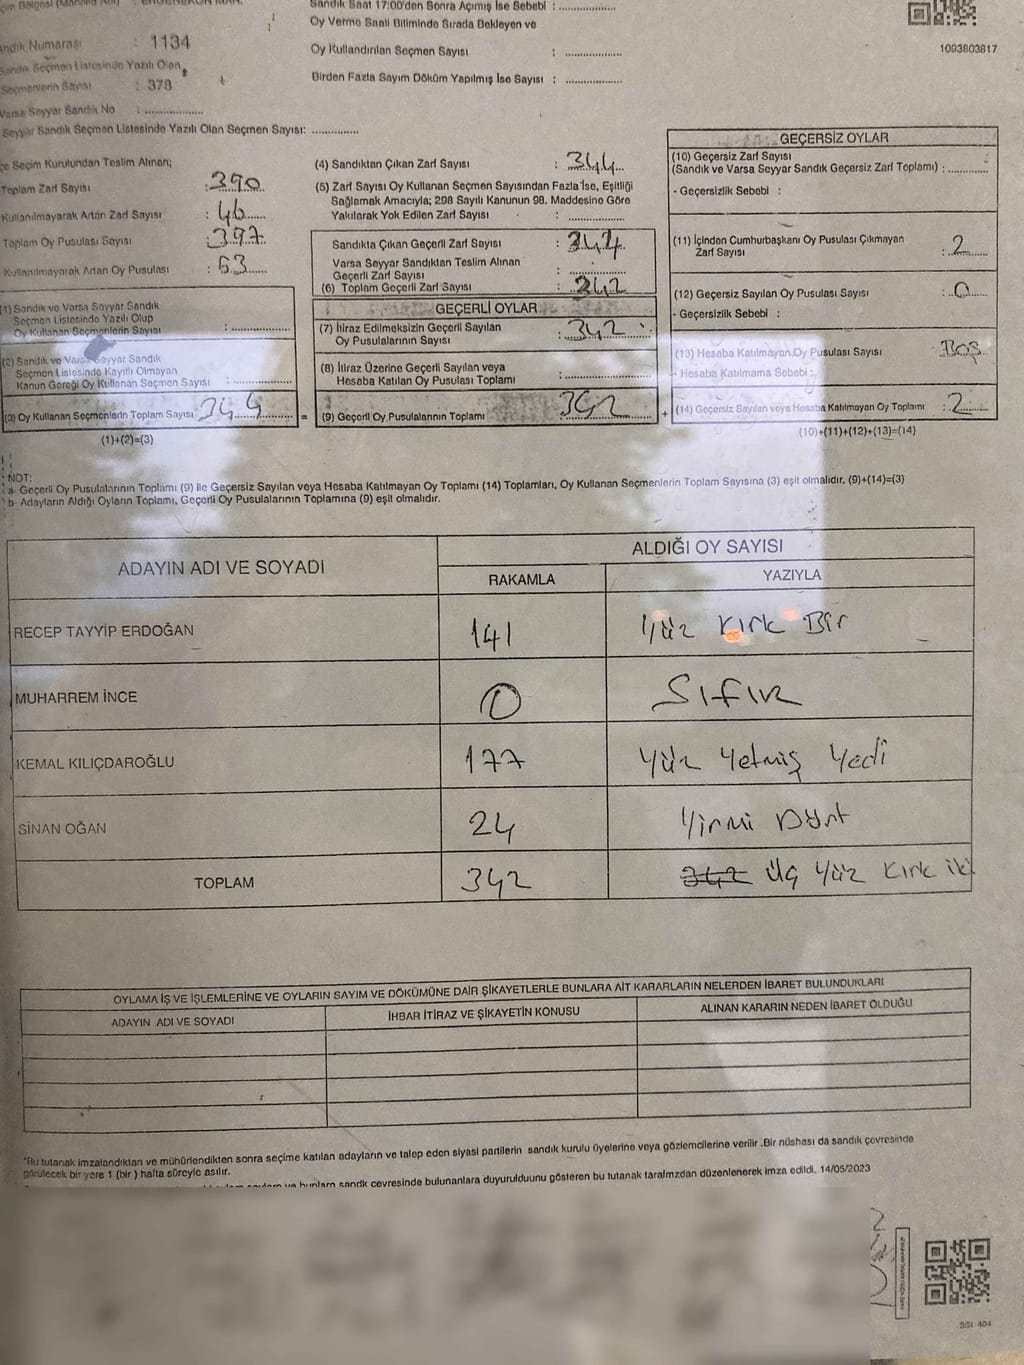 ERGENEKON MAH.
Sandık Numarası : 1134
Sandık Seçmen Listesinde Yazılı Olan
Seçmenlerin Sayısı : 378
Varsa Seyyar Sandık No : ....................
Seyyar Sandık Seçmen Listesinde Yazılı Olan Seçmen Sayısı: ...............
Sandık Saat 17:00'den Sonra Açımış İse Sebebi : ..................
Oy Verme Saati Bitiminde Sırada Bekleyen ve
Oy Kullandırılan Seçmen Sayısı : ..................
Birden Fazla Sayım Döküm Yapılmış İse Sayısı : ..................
1093803817
İlçe Seçim Kurulundan Teslim Alınan;
Toplam Zarf Sayısı : 390
Kullanılmayarak Artan Zarf Sayısı : 46
Toplam Oy Pusulası Sayısı : 397
Kullanılmayarak Artan Oy Pusulası : 53
(1) Sandık ve Varsa Seyyar Sandık
Seçmen Listesinde Yazılı Olup
Oy Kullanan Seçmenlerin Sayısı : ..................
(2) Sandık ve Varsa Seyyar Sandık
Seçmen Listesinde Kayıtlı Olmayan
Kanun Gereği Oy Kullanan Seçmen Sayısı : ..................
(3) Oy Kullanan Seçmenlerin Toplam Sayısı 344
(1)+(2)=(3)
(4) Sandıktan Çıkan Zarf Sayısı : 344
(5) Zarf Sayısı Oy Kullanan Seçmen Sayısından Fazla İse, Eşitliği
Sağlamak Amacıyla; 298 Sayılı Kanunun 98. Maddesine Göre
Yakılarak Yok Edilen Zarf Sayısı : ..................
Sandıkta Çıkan Geçerli Zarf Sayısı : 344
Varsa Seyyar Sandıktan Teslim Alınan
Geçerli Zarf Sayısı : ..................
(6) Toplam Geçerli Zarf Sayısı : 342
GEÇERLİ OYLAR
(7) İtiraz Edilmeksizin Geçerli Sayılan
Oy Pusulalarının Sayısı : 342
(8) İtiraz Üzerine Geçerli Sayılan veya
Hesaba Katılan Oy Pusulası Toplamı : ..................
= (9) Geçerli Oy Pusulalarının Toplamı 342 +
GEÇERSİZ OYLAR
(10) Geçersiz Zarf Sayısı
(Sandık ve Varsa Seyyar Sandık Geçersiz Zarf Toplamı) : ............
- Geçersizlik Sebebi :
(11) İçinden Cumhurbaşkanı Oy Pusulası Çıkmayan
Zarf Sayısı : 2
(12) Geçersiz Sayılan Oy Pusulası Sayısı : 0
- Geçersizlik Sebebi :
(13) Hesaba Katılmayan Oy Pusulası Sayısı : Boş
- Hesaba Katılmama Sebebi :
(14) Geçersiz Sayılan veya Hesaba Katılmayan Oy Toplamı : 2
(10)+(11)+(12)+(13)=(14)
NOT:
a- Geçerli Oy Pusulalarının Toplamı (9) ile Geçersiz Sayılan veya Hesaba Katılmayan Oy Toplamı (14) Toplamları, Oy Kullanan Seçmenlerin Toplam Sayısına (3) eşit olmalıdır. (9)+(14)=(3)
b- Adayların Aldığı Oyların Toplamı, Geçerli Oy Pusulalarının Toplamına (9) eşit olmalıdır.
ADAYIN ADI VE SOYADI
ALDIĞI OY SAYISI
RAKAMLA YAZIYLA
RECEP TAYYİP ERDOĞAN 141 Yüz Kırk Bir
MUHARREM İNCE 0 Sıfır
KEMAL KILIÇDAROĞLU 177 Yüz Yetmiş Yedi
SİNAN OĞAN 24 Yirmi Dört
TOPLAM 342 342 Üç Yüz Kırk iki
OYLAMA İŞ VE İŞLEMLERİNE VE OYLARIN SAYIM VE DÖKÜMÜNE DAİR ŞİKAYETLERLE BUNLARA AİT KARARLARIN NELERDEN İBARET BULUNDUKLARI
ADAYIN ADI VE SOYADI İHBAR İTİRAZ VE ŞİKAYETİN KONUSU ALINAN KARARIN NEDEN İBARET OLDUĞU
*Bu tutanak imzalandıktan ve mühürlendikten sonra seçime katılan adayların ve talep eden siyasi partilerin sandık kurulu üyelerine veya gözlemcilerine verilir .Bir nüshası da sandık çevresinde
görülecek bir yere 1 (bir ) hafta süreyle asılır.
ve bunların sandık çevresinde bulunanlara duyurulduunu gösteren bu tutanak tarafımızdan düzenlenerek imza edildi. 14/05/2023